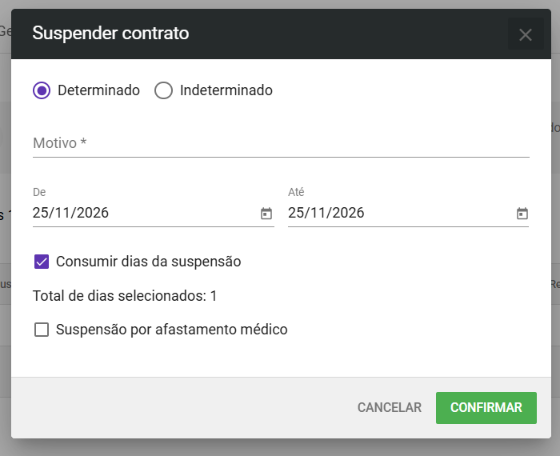 Suspender contrato
Determinado Indeterminado
Motivo *
De Até
25/11/2026 25/11/2026
Consumir dias da suspensão
Total de dias selecionados: 1
Suspensão por afastamento médico
CANCELAR CONFIRMAR